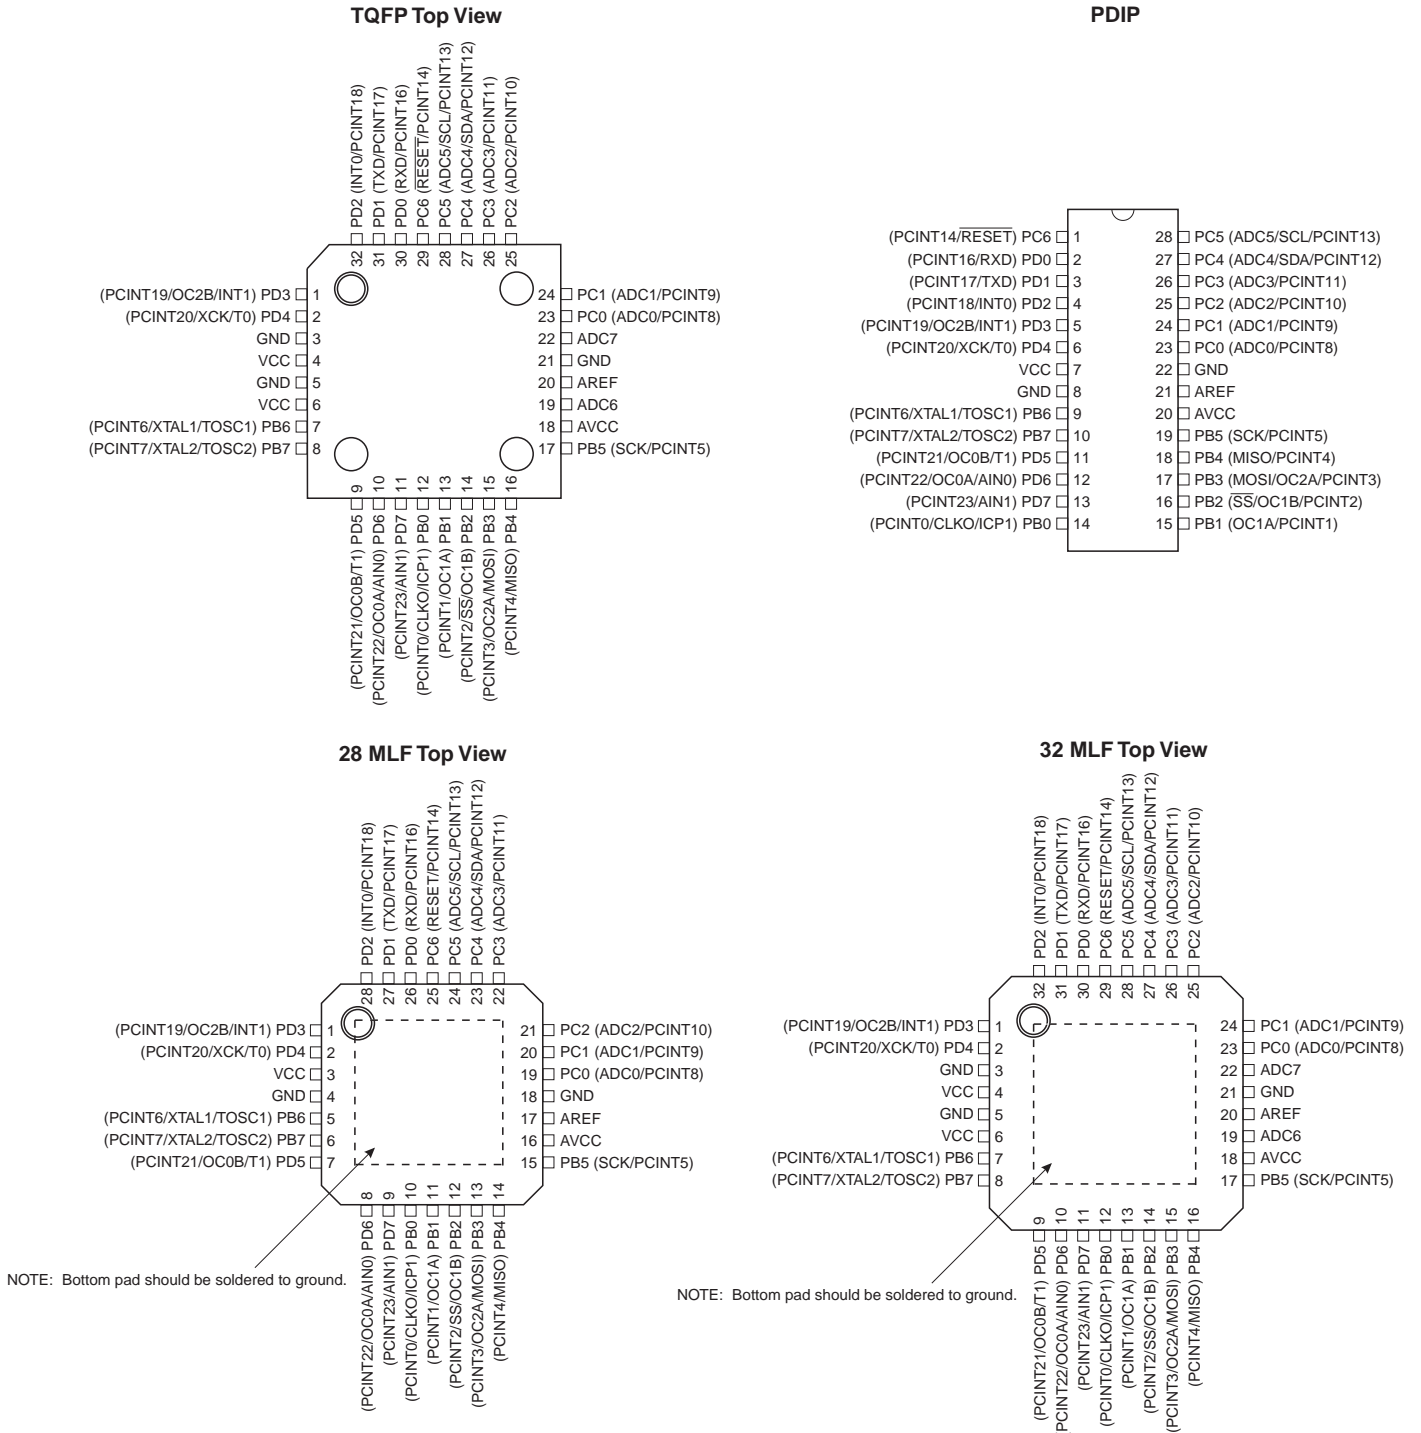 TQFP Top View
PD2 (INT0/PCINT18)
PD1 (TXD/PCINT17)
PD0 (RXD/PCINT16)
PC6 (RESET/PCINT14)
PC5 (ADC5/SCL/PCINT13)
PC4 (ADC4/SDA/PCINT12)
PC3 (ADC3/PCINT11)
PC2 (ADC2/PCINT10)
32 31 30 29 28 27 26 25
(PCINT19/OC2B/INT1) PD3 1
(PCINT20/XCK/T0) PD4 2
GND 3
VCC 4
GND 5
VCC 6
(PCINT6/XTAL1/TOSC1) PB6 7
(PCINT7/XTAL2/TOSC2) PB7 8
24 PC1 (ADC1/PCINT9)
23 PC0 (ADC0/PCINT8)
22 ADC7
21 GND
20 AREF
19 ADC6
18 AVCC
17 PB5 (SCK/PCINT5)
9 10 11 12 13 14 15 16
(PCINT21/OC0B/T1) PD5
(PCINT22/OC0A/AIN0) PD6
(PCINT23/AIN1) PD7
(PCINT0/CLKO/ICP1) PB0
(PCINT1/OC1A) PB1
(PCINT2/SS/OC1B) PB2
(PCINT3/OC2A/MOSI) PB3
(PCINT4/MISO) PB4
PDIP
(PCINT14/RESET) PC6 1
(PCINT16/RXD) PD0 2
(PCINT17/TXD) PD1 3
(PCINT18/INT0) PD2 4
(PCINT19/OC2B/INT1) PD3 5
(PCINT20/XCK/T0) PD4 6
VCC 7
GND 8
(PCINT6/XTAL1/TOSC1) PB6 9
(PCINT7/XTAL2/TOSC2) PB7 10
(PCINT21/OC0B/T1) PD5 11
(PCINT22/OC0A/AIN0) PD6 12
(PCINT23/AIN1) PD7 13
(PCINT0/CLKO/ICP1) PB0 14
28 PC5 (ADC5/SCL/PCINT13)
27 PC4 (ADC4/SDA/PCINT12)
26 PC3 (ADC3/PCINT11)
25 PC2 (ADC2/PCINT10)
24 PC1 (ADC1/PCINT9)
23 PC0 (ADC0/PCINT8)
22 GND
21 AREF
20 AVCC
19 PB5 (SCK/PCINT5)
18 PB4 (MISO/PCINT4)
17 PB3 (MOSI/OC2A/PCINT3)
16 PB2 (SS/OC1B/PCINT2)
15 PB1 (OC1A/PCINT1)
28 MLF Top View
PD2 (INT0/PCINT18)
PD1 (TXD/PCINT17)
PD0 (RXD/PCINT16)
PC6 (RESET/PCINT14)
PC5 (ADC5/SCL/PCINT13)
PC4 (ADC4/SDA/PCINT12)
PC3 (ADC3/PCINT11)
28 27 26 25 24 23 22
(PCINT19/OC2B/INT1) PD3 1
(PCINT20/XCK/T0) PD4 2
VCC 3
GND 4
(PCINT6/XTAL1/TOSC1) PB6 5
(PCINT7/XTAL2/TOSC2) PB7 6
(PCINT21/OC0B/T1) PD5 7
21 PC2 (ADC2/PCINT10)
20 PC1 (ADC1/PCINT9)
19 PC0 (ADC0/PCINT8)
18 GND
17 AREF
16 AVCC
15 PB5 (SCK/PCINT5)
8 9 10 11 12 13 14
(PCINT22/OC0A/AIN0) PD6
(PCINT23/AIN1) PD7
(PCINT0/CLKO/ICP1) PB0
(PCINT1/OC1A) PB1
(PCINT2/SS/OC1B) PB2
(PCINT3/OC2A/MOSI) PB3
(PCINT4/MISO) PB4
NOTE: Bottom pad should be soldered to ground.
32 MLF Top View
PD2 (INT0/PCINT18)
PD1 (TXD/PCINT17)
PD0 (RXD/PCINT16)
PC6 (RESET/PCINT14)
PC5 (ADC5/SCL/PCINT13)
PC4 (ADC4/SDA/PCINT12)
PC3 (ADC3/PCINT11)
PC2 (ADC2/PCINT10)
32 31 30 29 28 27 26 25
(PCINT19/OC2B/INT1) PD3 1
(PCINT20/XCK/T0) PD4 2
GND 3
VCC 4
GND 5
VCC 6
(PCINT6/XTAL1/TOSC1) PB6 7
(PCINT7/XTAL2/TOSC2) PB7 8
24 PC1 (ADC1/PCINT9)
23 PC0 (ADC0/PCINT8)
22 ADC7
21 GND
20 AREF
19 ADC6
18 AVCC
17 PB5 (SCK/PCINT5)
9 10 11 12 13 14 15 16
(PCINT21/OC0B/T1) PD5
PCINT22/OC0A/AIN0) PD6
(PCINT23/AIN1) PD7
(PCINT0/CLKO/ICP1) PB0
(PCINT1/OC1A) PB1
(PCINT2/SS/OC1B) PB2
PCINT3/OC2A/MOSI) PB3
(PCINT4/MISO) PB4
NOTE: Bottom pad should be soldered to ground.